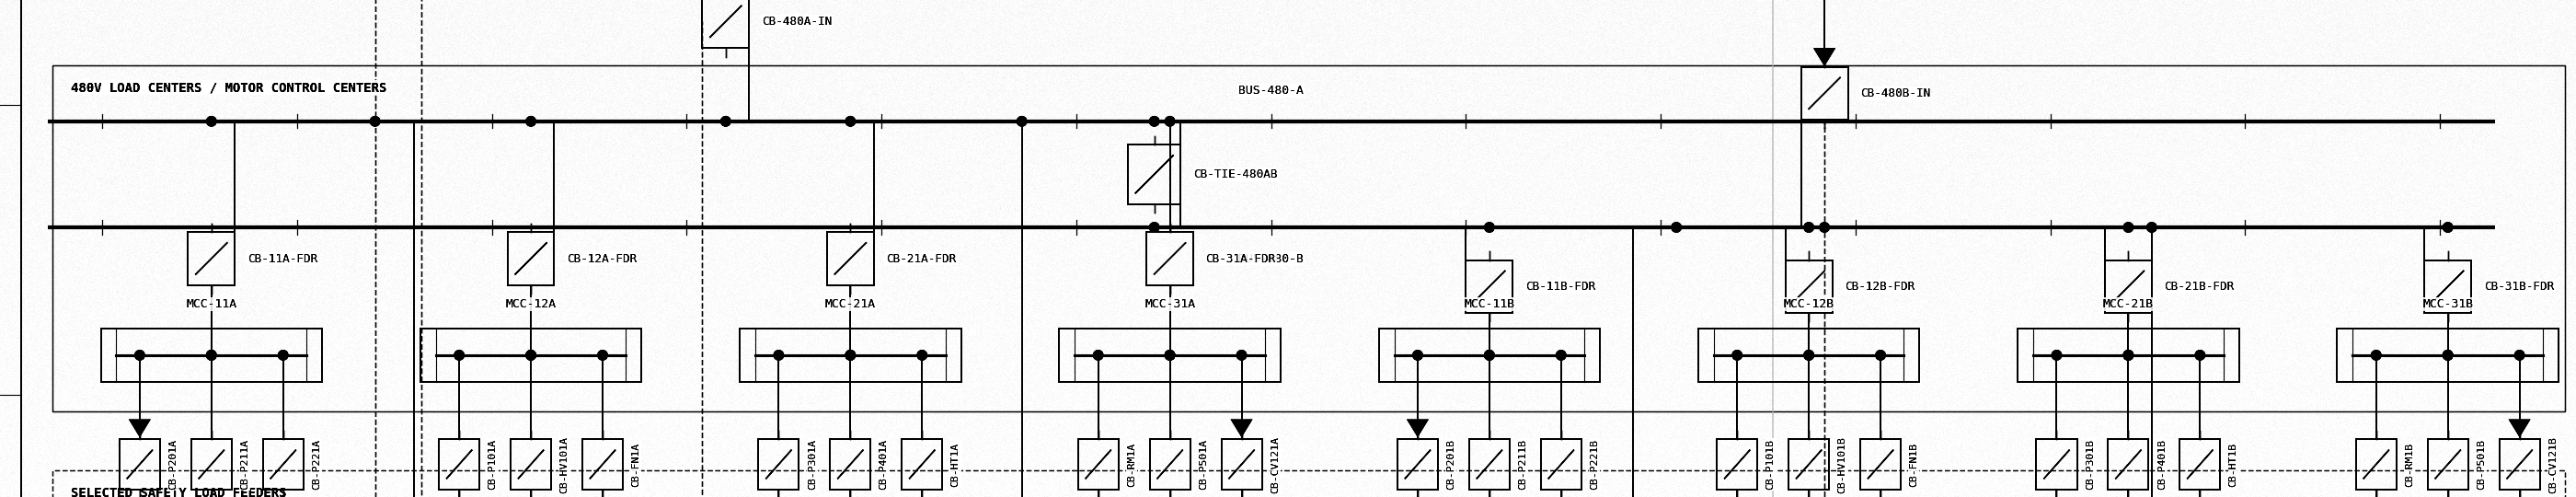 CB-480A-IN
480V LOAD CENTERS / MOTOR CONTROL CENTERS
BUS-480-A
CB-480B-IN
CB-TIE-480AB
CB-11A-FDR
CB-12A-FDR
CB-21A-FDR
CB-31A-FDR30-B
CB-11B-FDR
CB-12B-FDR
CB-21B-FDR
CB-31B-FDR
MCC-11A
MCC-12A
MCC-21A
MCC-31A
MCC-11B
MCC-12B
MCC-21B
MCC-31B
CB-P201A
CB-P211A
CB-P221A
CB-P101A
CB-HV101A
CB-FN1A
CB-P301A
CB-P401A
CB-HT1A
CB-RM1A
CB-P501A
CB-CV121A
CB-P201B
CB-P211B
CB-P221B
CB-P101B
CB-HV101B
CB-FN1B
CB-P301B
CB-P401B
CB-HT1B
CB-RM1B
CB-P501B
CB-CV121B
SELECTED SAFETY LOAD FEEDERS